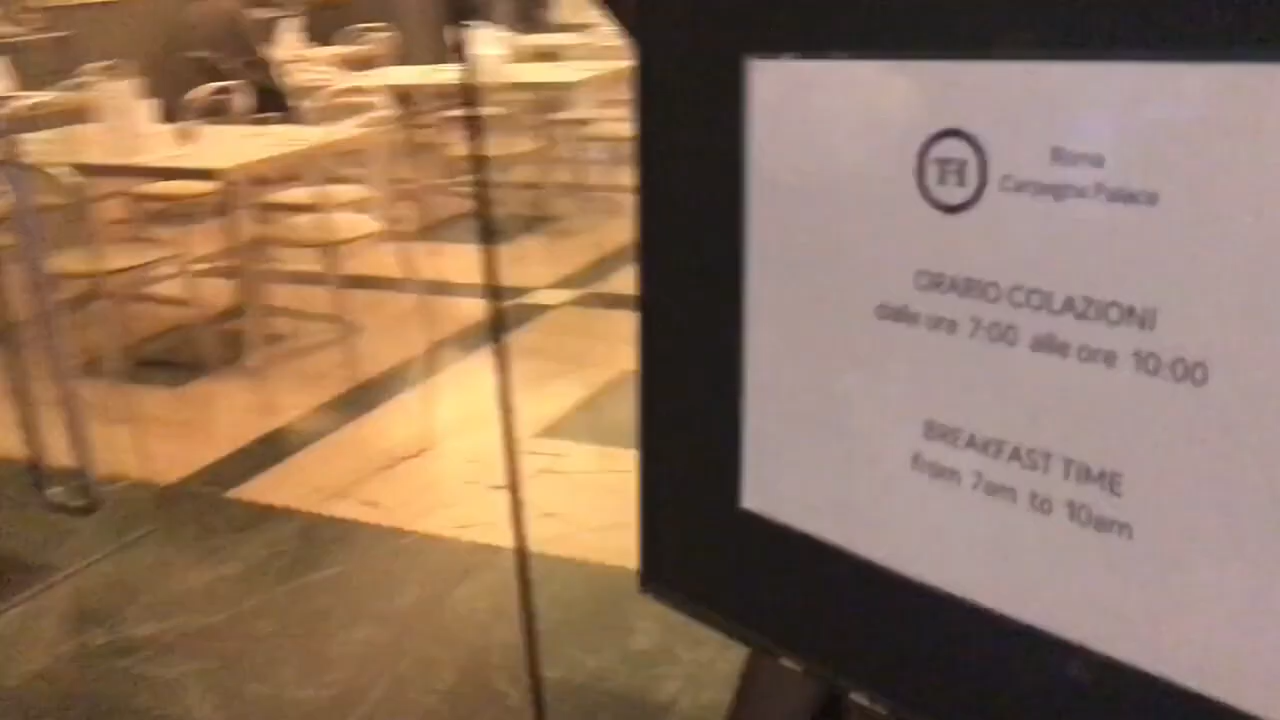 TH
Roma
Carpegna Palace
ORARIO COLAZIONI
dalle ore 7:00 alle ore 10:00
BREAKFAST TIME
from 7am to 10am